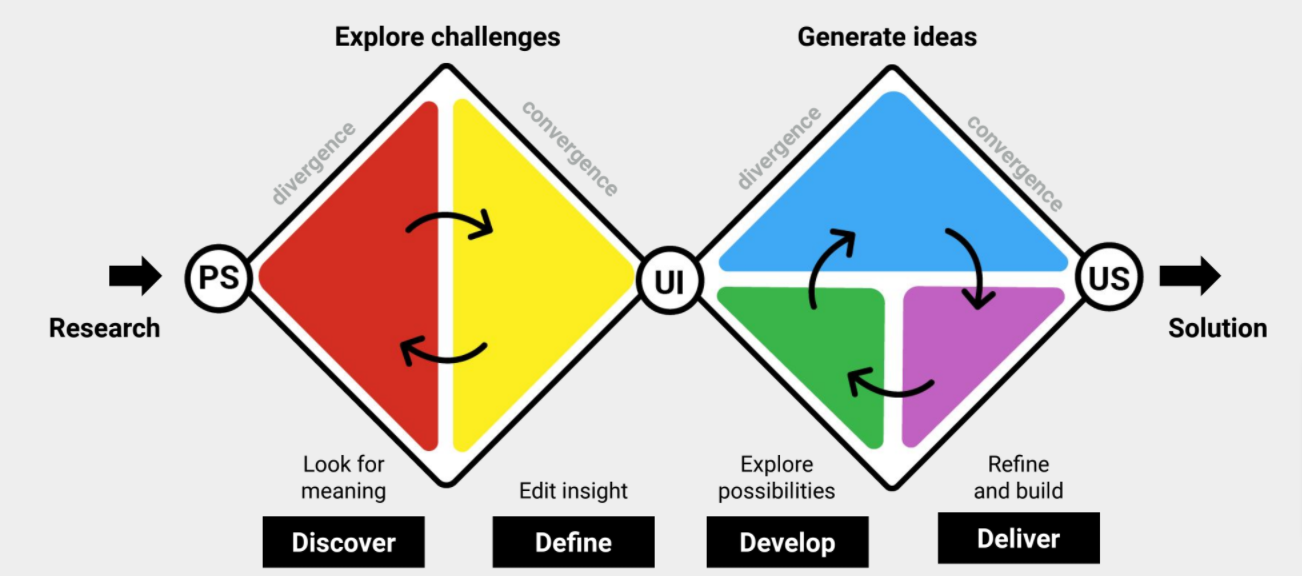 Explore challenges
Generate ideas
divergence
convergence
divergence
convergence
PS
UI
US
Research
Solution
Look for
meaning
Edit insight
Explore
possibilities
Refine
and build
Discover
Define
Develop
Deliver